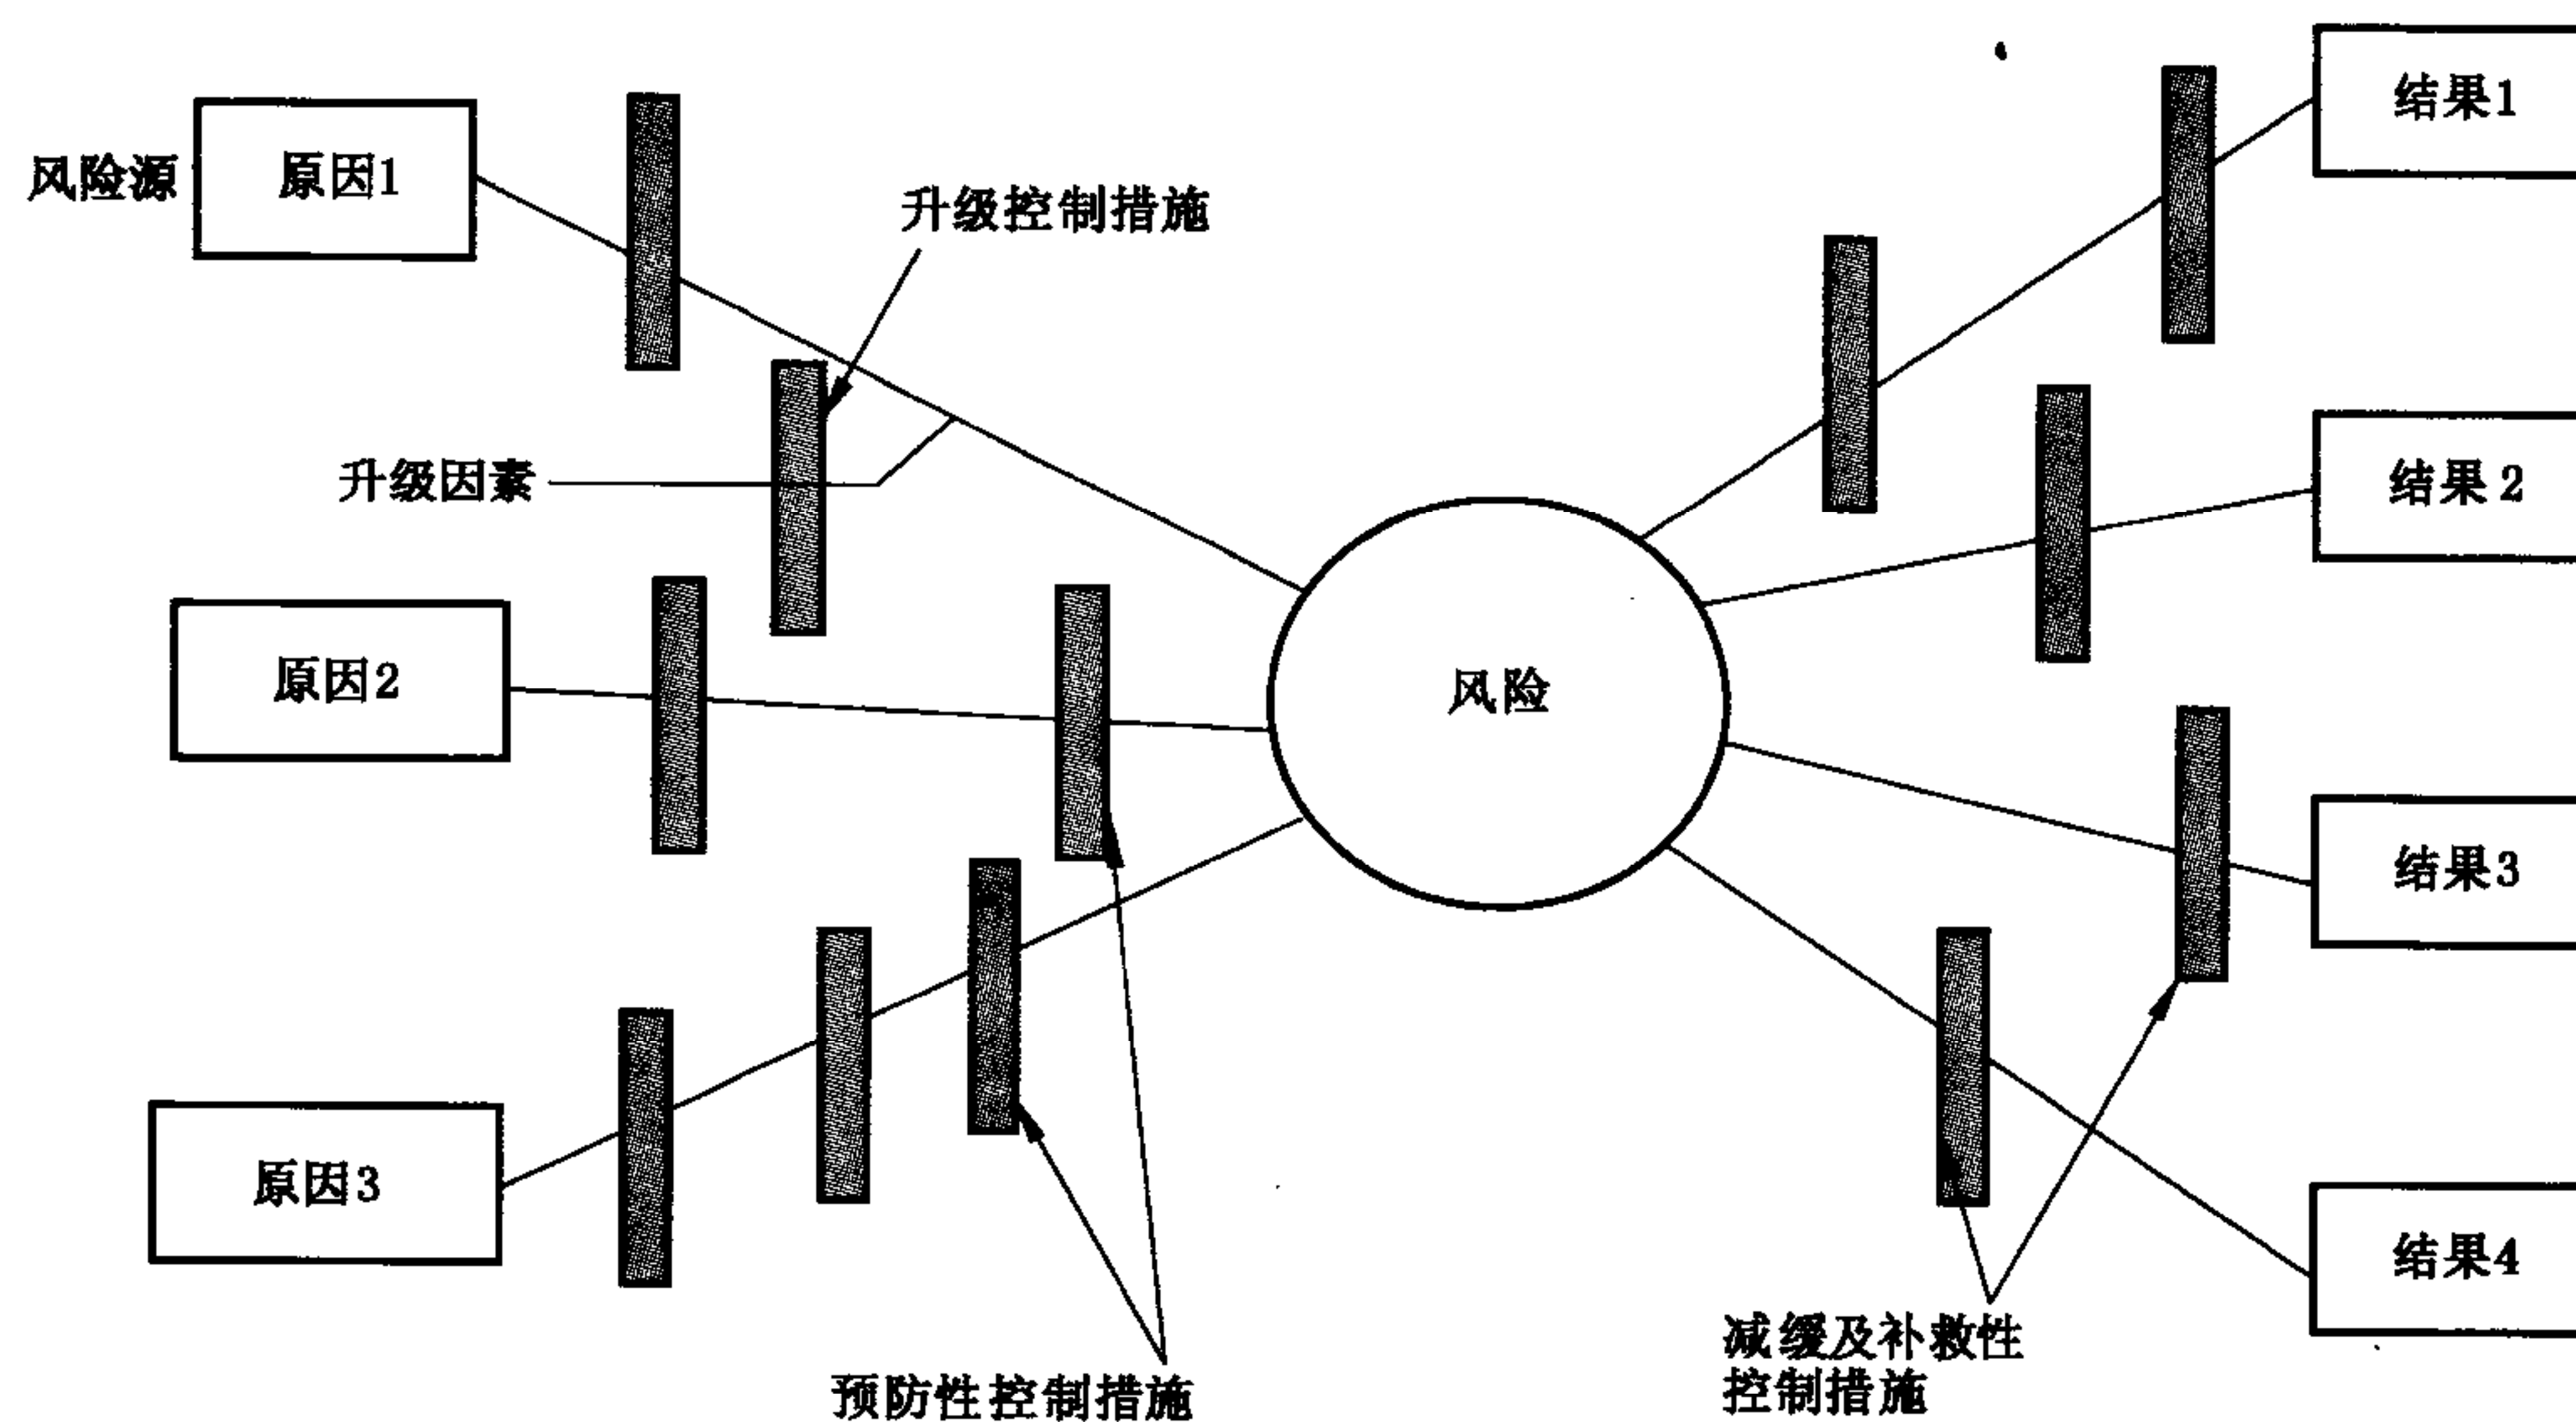 风险源
原因1
升级控制措施
升级因素
原因2
原因3
预防性控制措施
风险
结果1
结果2
结果3
结果4
减缓及补救性
控制措施